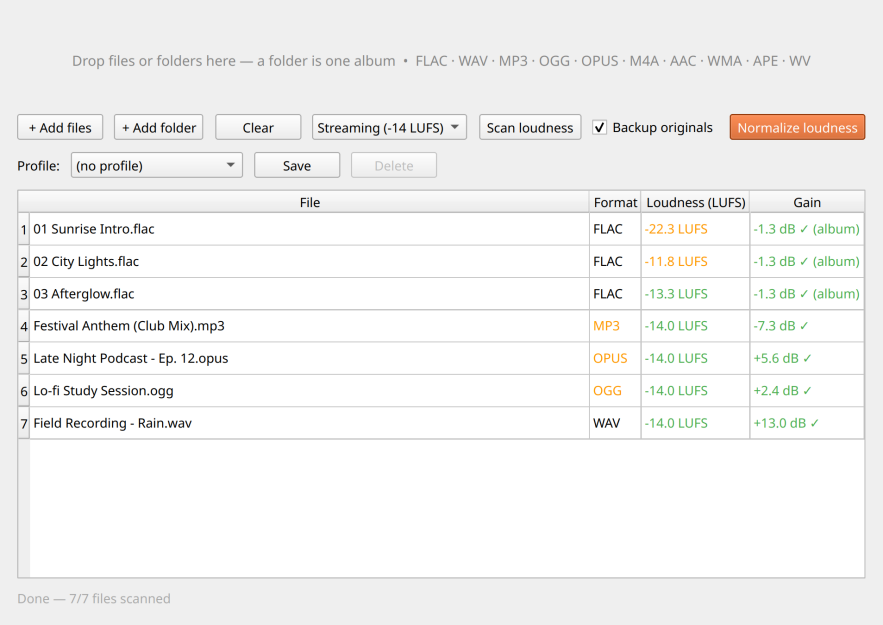 Drop files or folders here — a folder is one album • FLAC · WAV · MP3 · OGG · OPUS · M4A · AAC · WMA · APE · WV
+ Add files + Add folder Clear Streaming (-14 LUFS) Scan loudness Backup originals Normalize loudness
Profile: (no profile) Save Delete
File Format Loudness (LUFS) Gain
1 01 Sunrise Intro.flac FLAC -22.3 LUFS -1.3 dB ✓ (album)
2 02 City Lights.flac FLAC -11.8 LUFS -1.3 dB ✓ (album)
3 03 Afterglow.flac FLAC -13.3 LUFS -1.3 dB ✓ (album)
4 Festival Anthem (Club Mix).mp3 MP3 -14.0 LUFS -7.3 dB ✓
5 Late Night Podcast - Ep. 12.opus OPUS -14.0 LUFS +5.6 dB ✓
6 Lo-fi Study Session.ogg OGG -14.0 LUFS +2.4 dB ✓
7 Field Recording - Rain.wav WAV -14.0 LUFS +13.0 dB ✓
Done — 7/7 files scanned